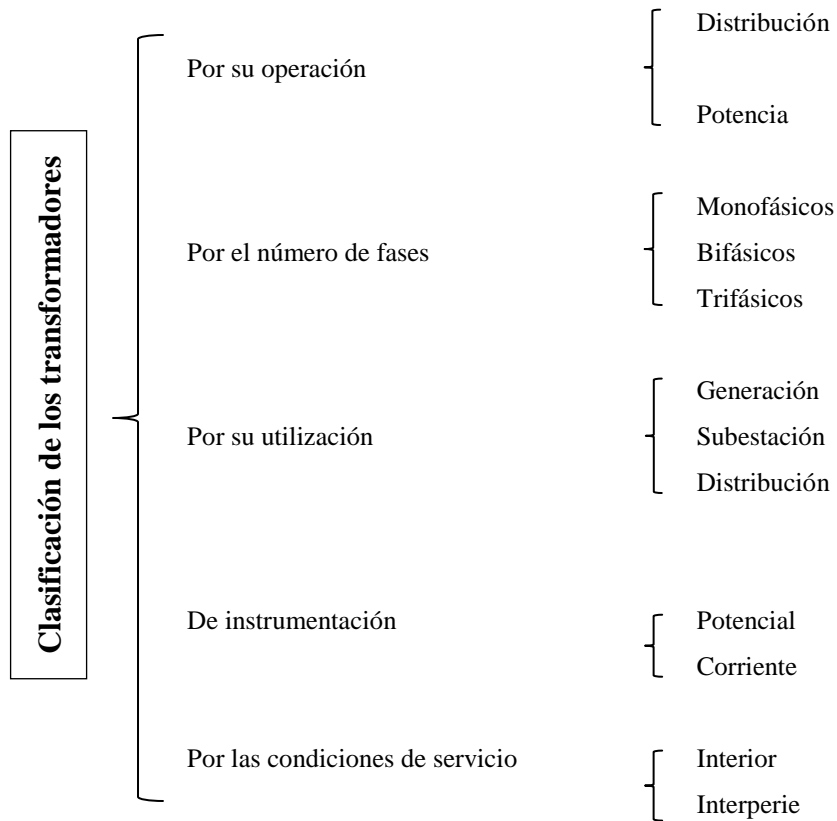 Clasificación de los transformadores
Por su operación
Distribución
Potencia
Por el número de fases
Monofásicos
Bifásicos
Trifásicos
Por su utilización
Generación
Subestación
Distribución
De instrumentación
Potencial
Corriente
Por las condiciones de servicio
Interior
Interperie